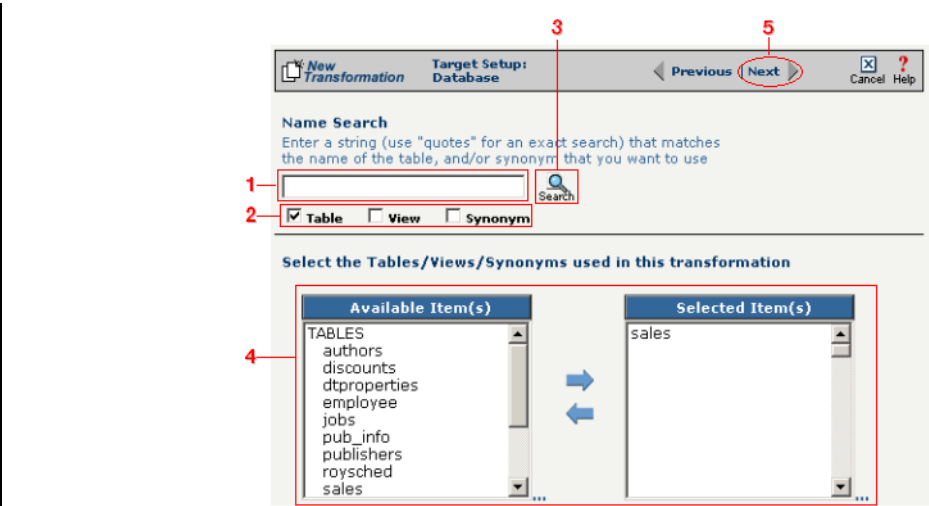 3 5
New Transformation Target Setup: Database Previous | Next Cancel ? Help
Name Search
Enter a string (use "quotes" for an exact search) that matches
the name of the table, and/or synonym that you want to use
1 Search
2 Table View Synonym
Select the Tables/Views/Synonyms used in this transformation
Available Item(s) Selected Item(s)
TABLES sales
authors
discounts
4 dtproperties
employee
jobs
pub_info
publishers
roysched
sales
... ...